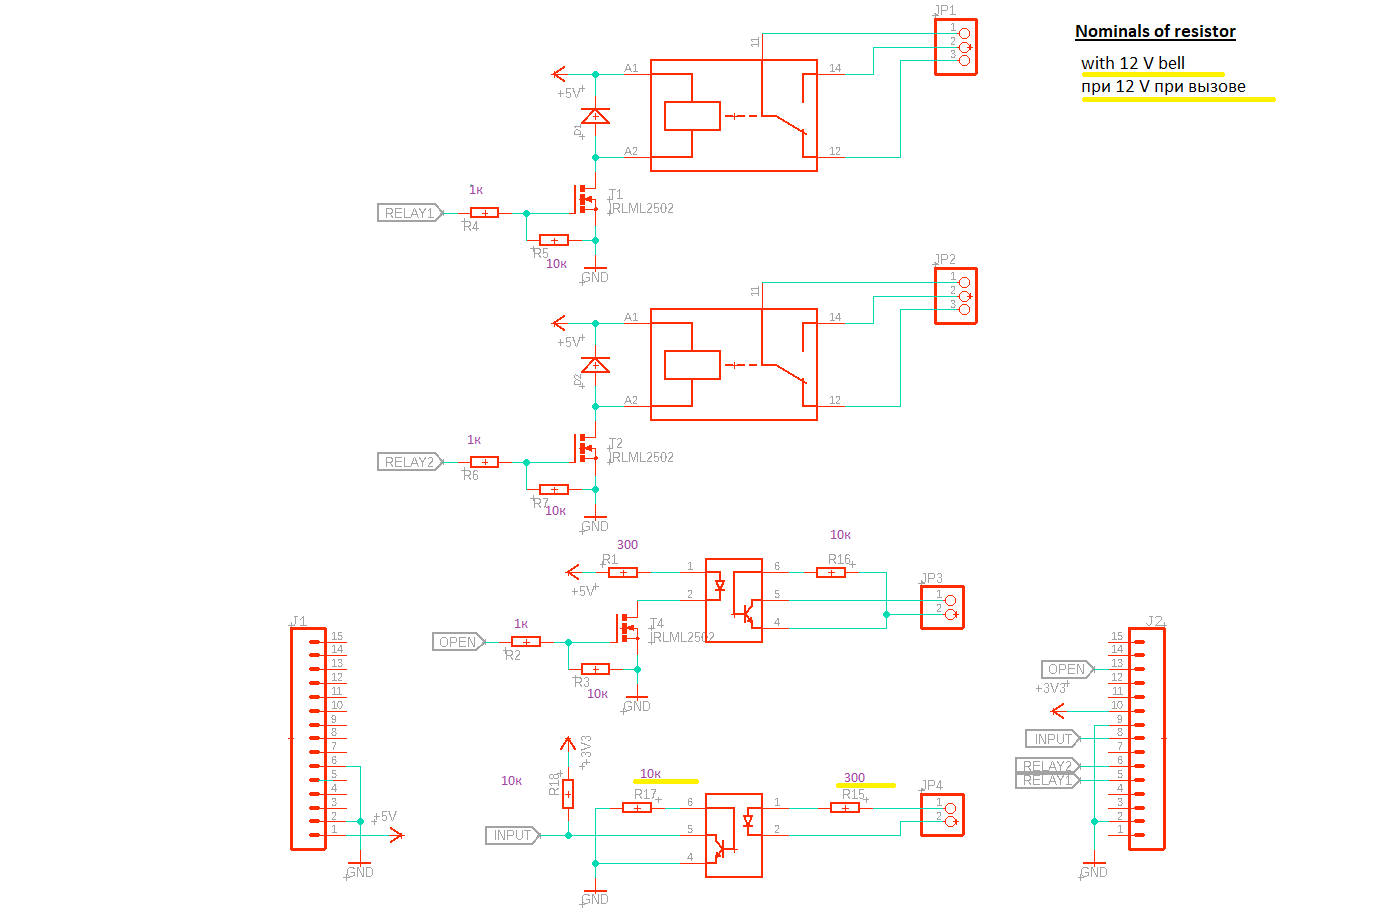 JP1
Nominals of resistor
with 12 V bell
при 12 V при вызове
11
1
2
3
A1
14
+5V
D1
A2
12
1к
T1
IRLML2502
RELAY1
R4
R5
10к
GND
JP2
11
1
2
3
A1
14
+5V
D2
A2
12
1к
T2
IRLML2502
RELAY2
R6
R7
10к
GND
300
10к
R1
R16
1
6
JP3
+5V
2
5
1
2
1к
T4
IRLML2502
4
OPEN
R2
R3
10к
GND
J1
15
14
13
12
11
10
9
8
7
6
5
4
3
2
1
+5V
GND
J2
15
14
13
12
11
10
9
8
7
6
5
4
3
2
1
OPEN
+3V3
INPUT
RELAY2
RELAY1
GND
+3V3
10к
R18
10к
R17
300
R15
JP4
6
1
1
2
INPUT
5
2
4
GND